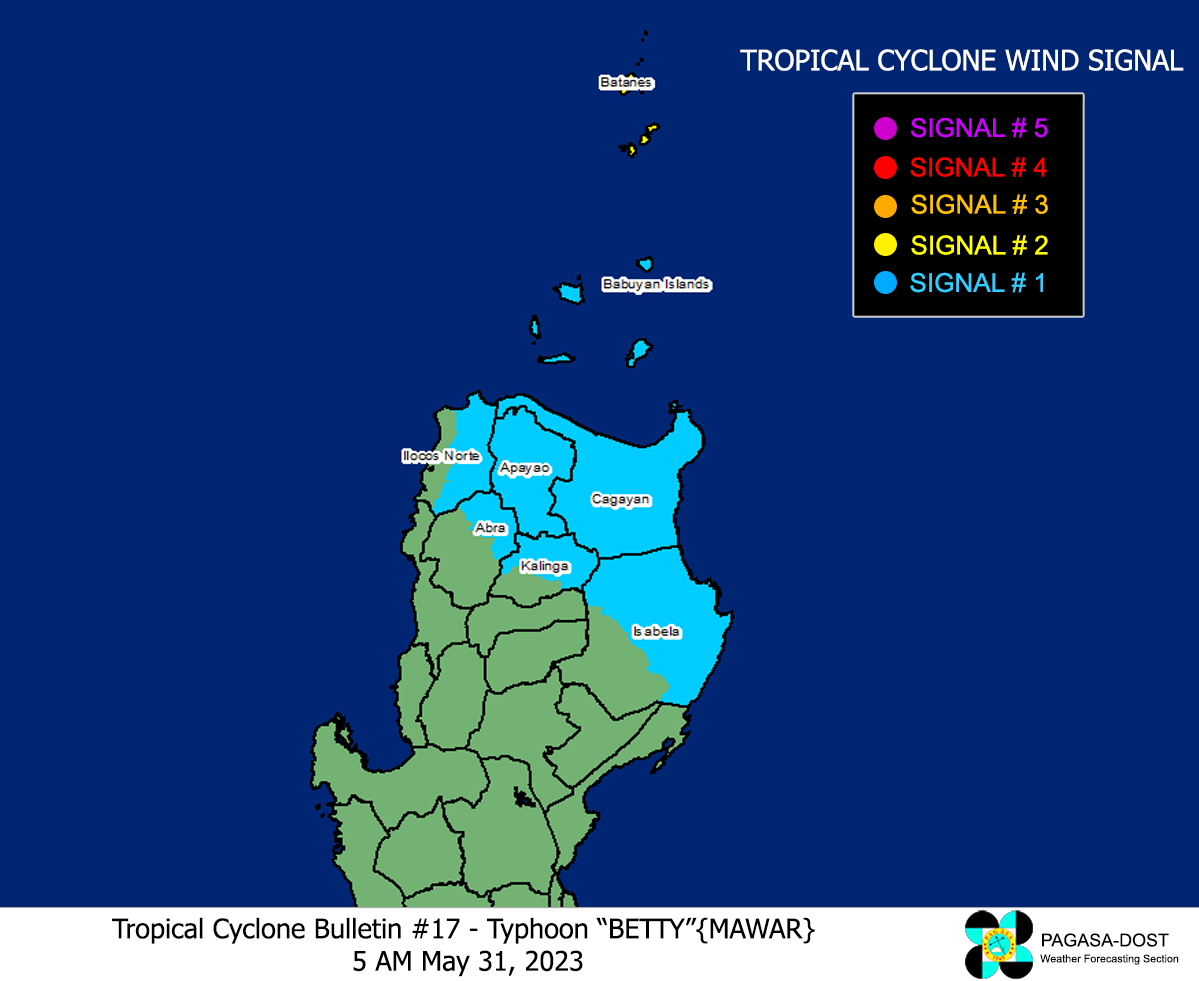 TROPICAL CYCLONE WIND SIGNAL
SIGNAL # 5
SIGNAL # 4
SIGNAL # 3
SIGNAL # 2
SIGNAL # 1
Batanes
Babuyan Islands
Ilocos Norte
Apayao
Cagayan
Abra
Kalinga
Isabela
Tropical Cyclone Bulletin #17 - Typhoon “BETTY”{MAWAR}
5 AM May 31, 2023
PAGASA-DOST
Weather Forecasting Section